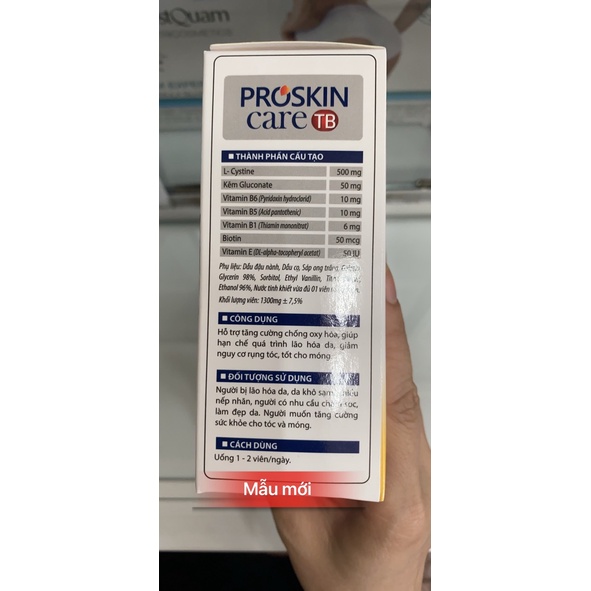 PROSKIN
care TB
THÀNH PHẦN CẤU TẠO
L- Cystine 500 mg
Kẽm Gluconate 50 mg
Vitamin B6 (Pyridoxin hydroclorid) 10 mg
Vitamin B5 (Acid pantothenic) 10 mg
Vitamin B1 (Thiamin mononitrat) 6 mg
Biotin 50 mcg
Vitamin E (DL-alpha-tocopheryl acetat) 50 IU
Phụ liệu: Dầu đậu nành, Dầu cọ, Sáp ong trắng, Gelatin
Glycerin 98%, Sorbitol, Ethyl Vanillin,
Ethanol 96%, Nước tinh khiết vừa đủ 01 viên
Khối lượng viên: 1300mg ± 7,5%
CÔNG DỤNG
Hỗ trợ tăng cường chống oxy hóa, giúp
hạn chế quá trình lão hóa da, giảm
nguy cơ rụng tóc, tốt cho móng.
ĐỐI TƯỢNG SỬ DỤNG
Người bị lão hóa da, da khô sạm, nhiều
nếp nhăn, người có nhu cầu chăm sóc,
làm đẹp da. Người muốn tăng cường
sức khỏe cho tóc và móng.
CÁCH DÙNG
Uống 1 - 2 viên/ngày.
Mẫu mới